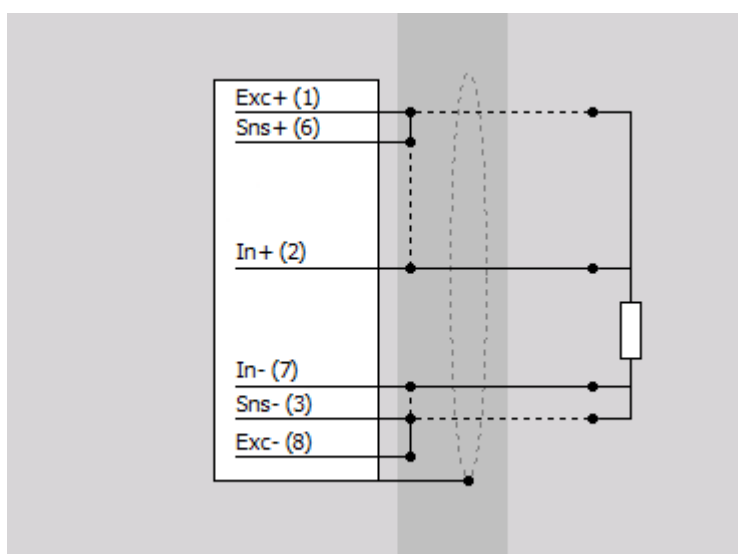 Exc+ (1)
Sns+ (6)
In+ (2)
In- (7)
Sns- (3)
Exc- (8)